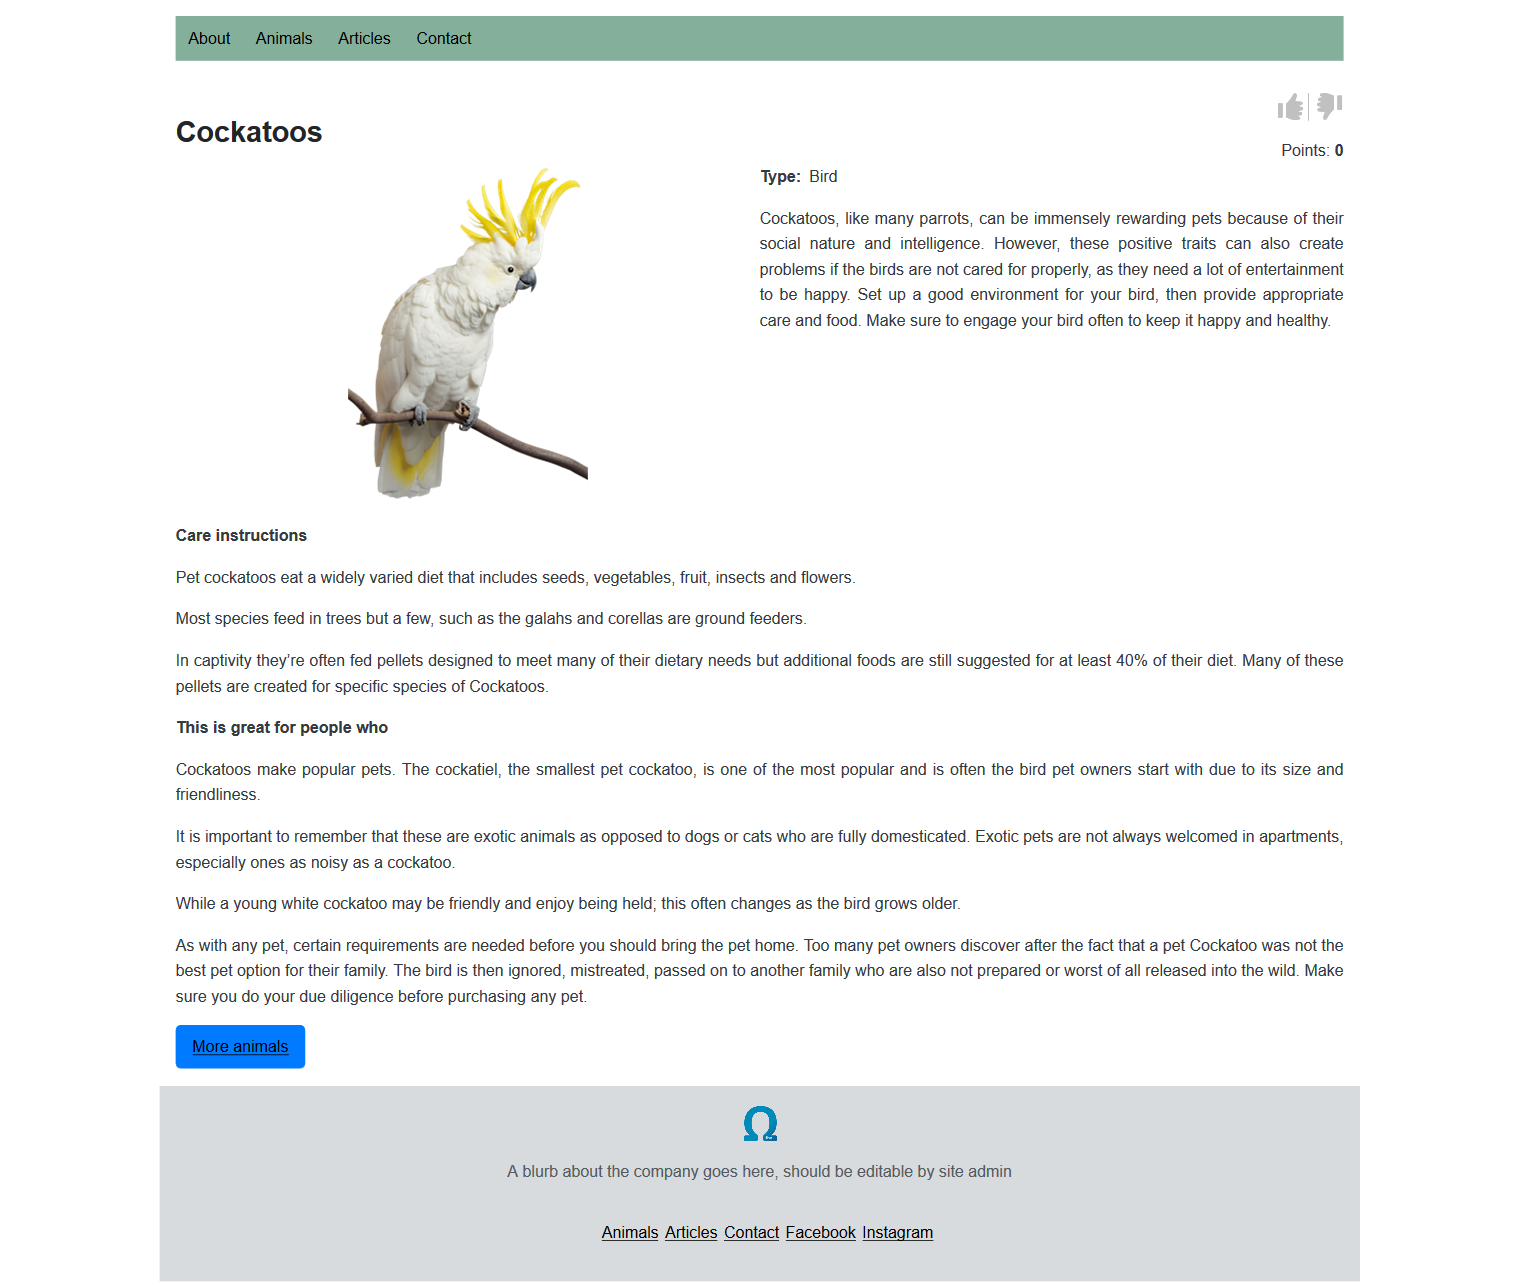 About Animals Articles Contact
Cockatoos
Points: 0
Type: Bird
Cockatoos, like many parrots, can be immensely rewarding pets because of their
social nature and intelligence. However, these positive traits can also create
problems if the birds are not cared for properly, as they need a lot of entertainment
to be happy. Set up a good environment for your bird, then provide appropriate
care and food. Make sure to engage your bird often to keep it happy and healthy.
Care instructions
Pet cockatoos eat a widely varied diet that includes seeds, vegetables, fruit, insects and flowers.
Most species feed in trees but a few, such as the galahs and corellas are ground feeders.
In captivity they’re often fed pellets designed to meet many of their dietary needs but additional foods are still suggested for at least 40% of their diet. Many of these
pellets are created for specific species of Cockatoos.
This is great for people who
Cockatoos make popular pets. The cockatiel, the smallest pet cockatoo, is one of the most popular and is often the bird pet owners start with due to its size and
friendliness.
It is important to remember that these are exotic animals as opposed to dogs or cats who are fully domesticated. Exotic pets are not always welcomed in apartments,
especially ones as noisy as a cockatoo.
While a young white cockatoo may be friendly and enjoy being held; this often changes as the bird grows older.
As with any pet, certain requirements are needed before you should bring the pet home. Too many pet owners discover after the fact that a pet Cockatoo was not the
best pet option for their family. The bird is then ignored, mistreated, passed on to another family who are also not prepared or worst of all released into the wild. Make
sure you do your due diligence before purchasing any pet.
More animals
Ω
A blurb about the company goes here, should be editable by site admin
Animals Articles Contact Facebook Instagram